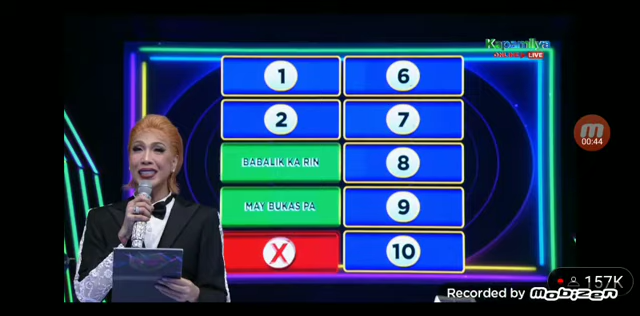 Kapamilya
LIVE
1
6
2
7
BABALIK KA RIN
8
MAY BUKAS PA
9
X
10
00:44
157K
Recorded by Mobizen